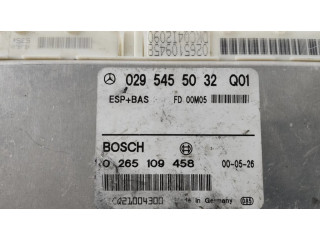 029 545 50 32 Q01
ESP+BAS FD 00M05
BOSCH
0 265 109 458 00-05-26
Made in Germany